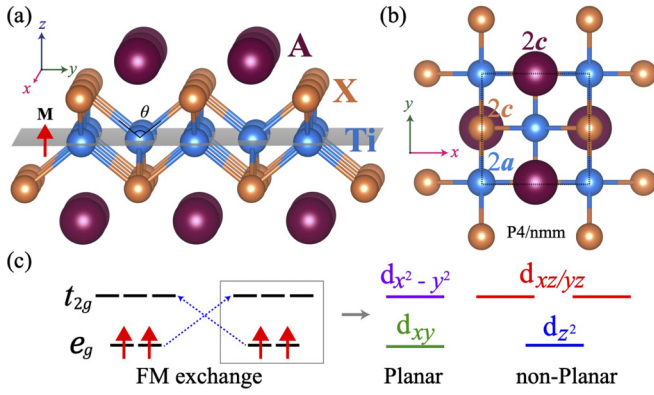 (a)
z
y
x
A
X
θ
M
Ti
(b)
2c
2c
y
x
2a
P4/nmm
(c)
t2g
eg
FM exchange
dx² - y²
dxz/yz
dxy
dz²
Planar
non-Planar